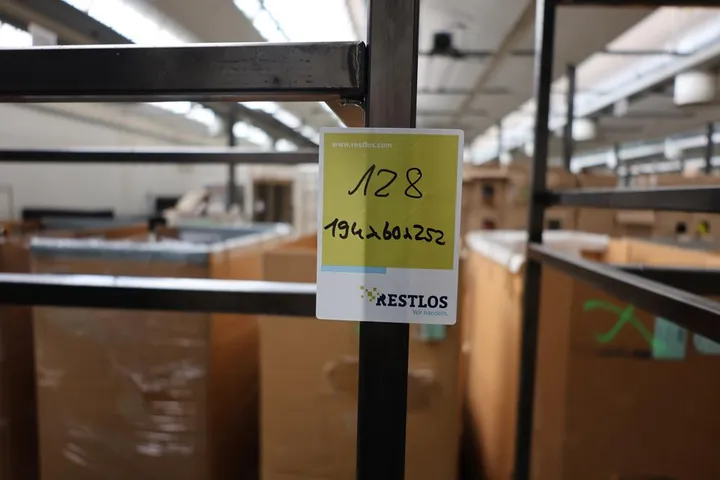 www.restlos.com
128
194x60x252
RESTLOS
Wir handeln.